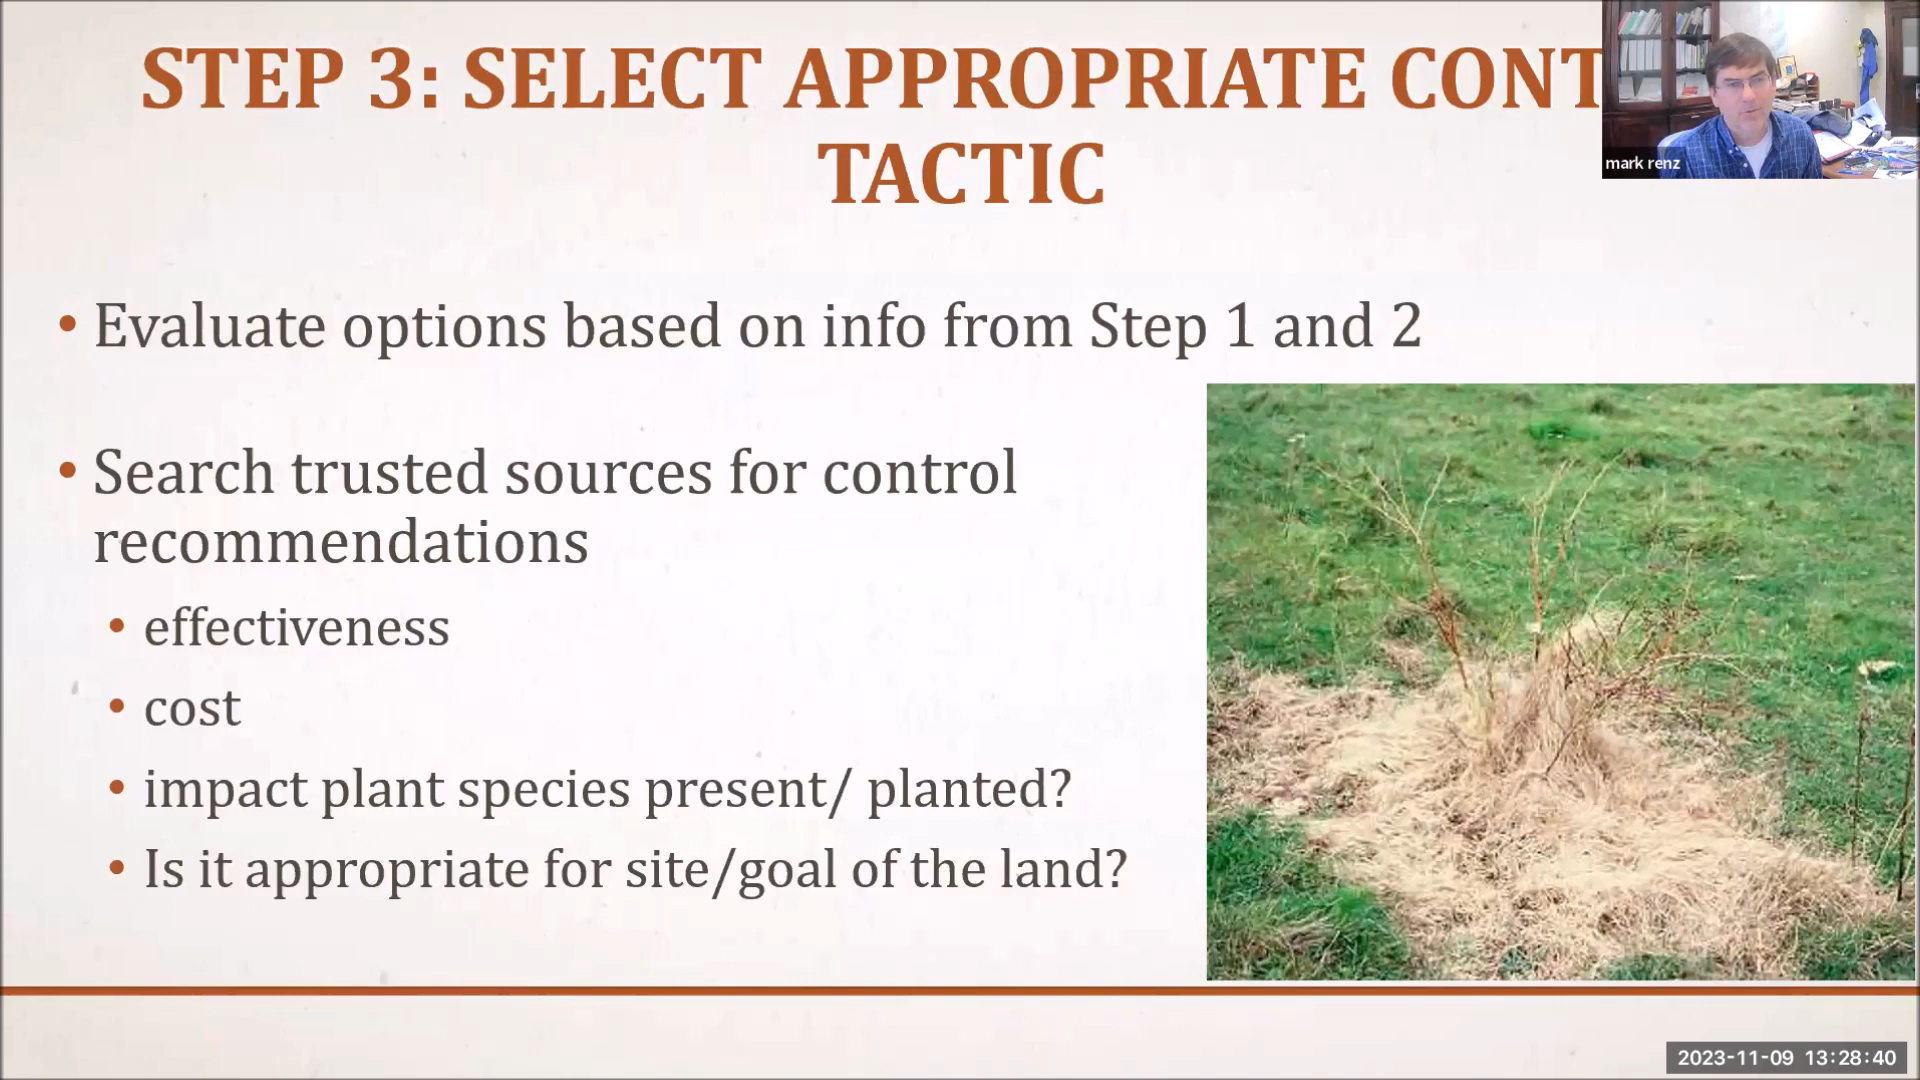 STEP 3: SELECT APPROPRIATE CONT
TACTIC
mark renz
• Evaluate options based on info from Step 1 and 2
• Search trusted sources for control
recommendations
• effectiveness
• cost
• impact plant species present/ planted?
• Is it appropriate for site/goal of the land?
2023-11-09 13:28:40